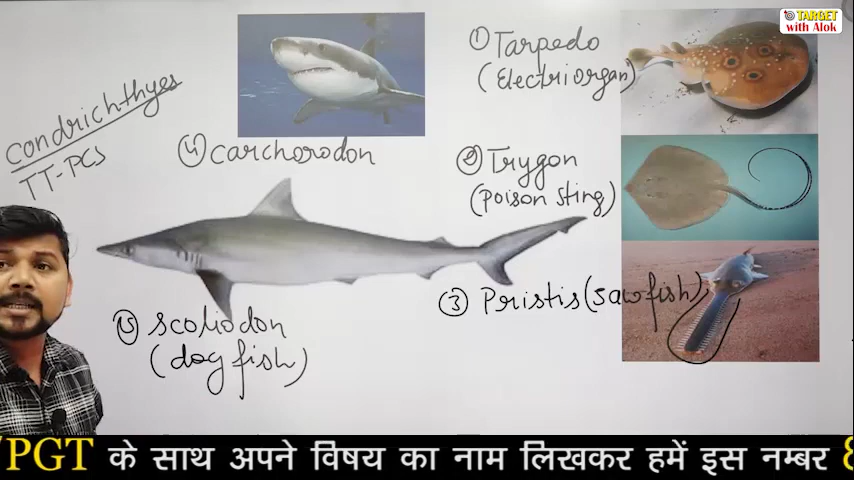 TARGET
with Alok
condrichthyes
TT-PCS
① Tarpedo
(Electriorgan)
② Trygon
(poison sting)
③ Pristis (sawfish)
④ carchorodon
⑤ scoliodon
(dog fish)
PGT के साथ अपने विषय का नाम लिखकर हमें इस नम्बर 8